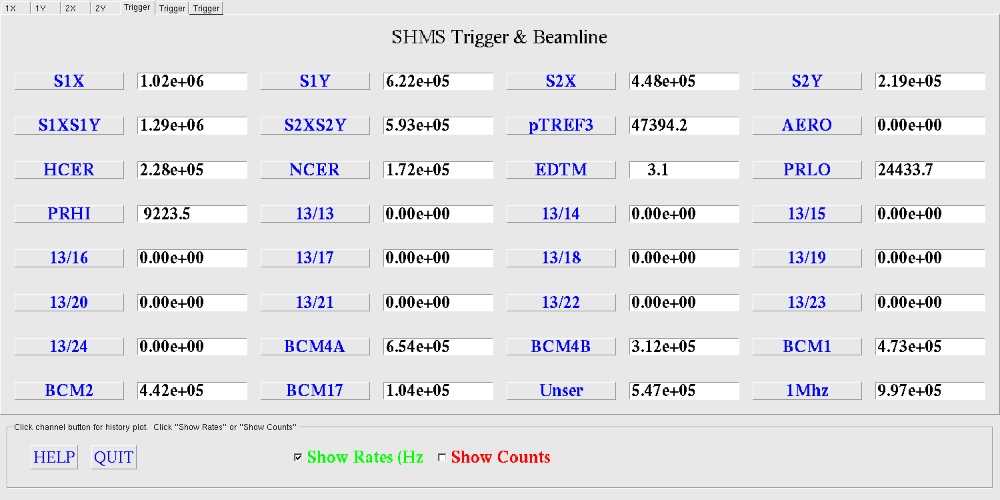 1X 1Y 2X 2Y Trigger Trigger Trigger
SHMS Trigger & Beamline
S1X 1.02e+06 S1Y 6.22e+05 S2X 4.48e+05 S2Y 2.19e+05
S1XS1Y 1.29e+06 S2XS2Y 5.93e+05 pTREF3 47394.2 AERO 0.00e+00
HCER 2.28e+05 NCER 1.72e+05 EDTM 3.1 PRLO 24433.7
PRHI 9223.5 13/13 0.00e+00 13/14 0.00e+00 13/15 0.00e+00
13/16 0.00e+00 13/17 0.00e+00 13/18 0.00e+00 13/19 0.00e+00
13/20 0.00e+00 13/21 0.00e+00 13/22 0.00e+00 13/23 0.00e+00
13/24 0.00e+00 BCM4A 6.54e+05 BCM4B 3.12e+05 BCM1 4.73e+05
BCM2 4.42e+05 BCM17 1.04e+05 Unser 5.47e+05 1Mhz 9.97e+05
Click channel button for history plot. Click "Show Rates" or "Show Counts"
HELP QUIT Show Rates (Hz Show Counts